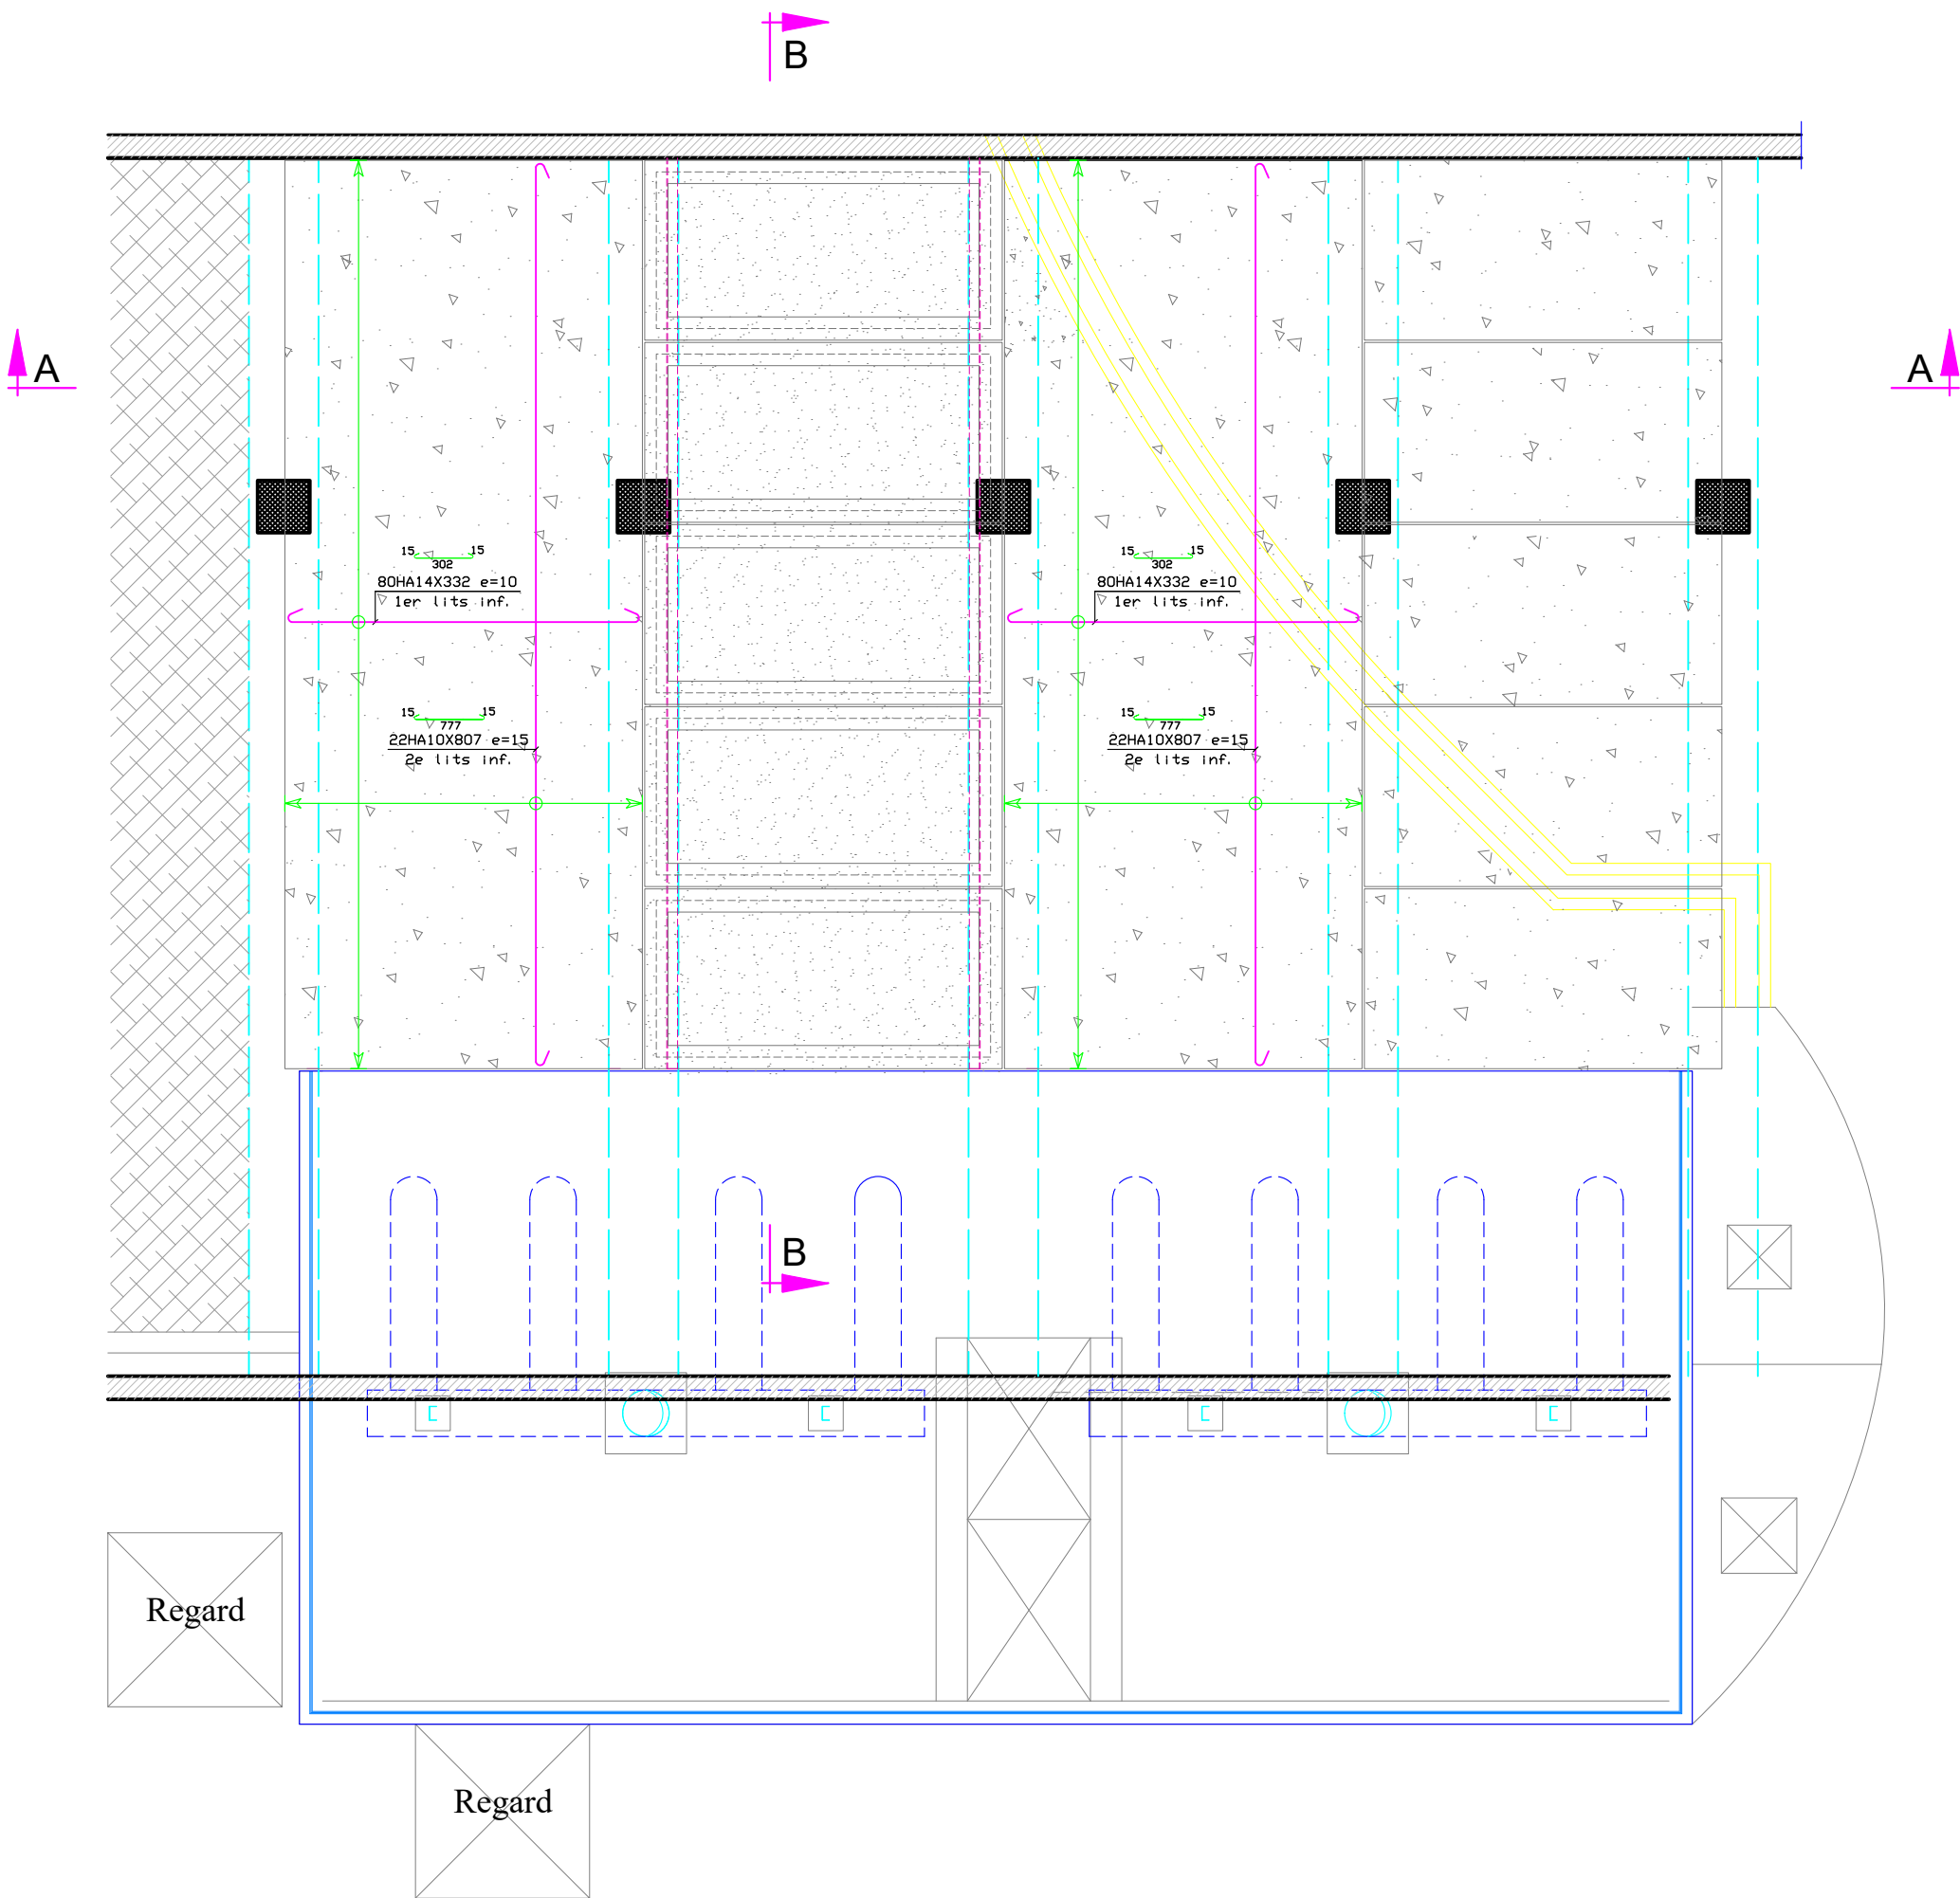 B
A
A
15 15
302
80HA14X332 e=10
1er lits inf.
15 15
302
80HA14X332 e=10
1er lits inf.
15 15
777
22HA10X807 e=15
2e lits inf.
15 15
777
22HA10X807 e=15
2e lits inf.
B
E E E E
Regard
Regard